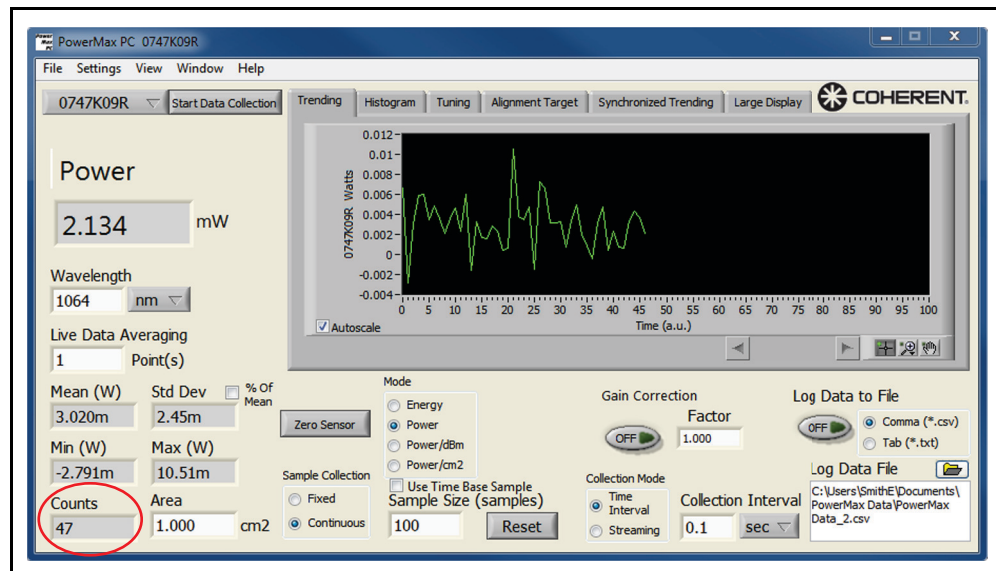 PowerMax PC 0747K09R
File Settings View Window Help
0747K09R Start Data Collection
Trending Histogram Tuning Alignment Target Synchronized Trending Large Display
COHERENT.
Power
2.134 mW
Wavelength
1064 nm
Live Data Averaging
1 Point(s)
Mean (W) Std Dev % Of Mean
3.020m 2.45m
Min (W) Max (W)
-2.791m 10.51m
Counts Area
47 1.000 cm2
0747K09R Watts
0.012
0.01
0.008
0.006
0.004
0.002
0
-0.002
-0.004
0 5 10 15 20 25 30 35 40 45 50 55 60 65 70 75 80 85 90 95 100
Time (a.u.)
Autoscale
Zero Sensor
Sample Collection
Fixed
Continuous
Mode
Energy
Power
Power/dBm
Power/cm2
Use Time Base Sample
Sample Size (samples)
100 Reset
Gain Correction
OFF
Factor
1.000
Collection Mode
Time Interval
Streaming
Collection Interval
0.1 sec
Log Data to File
OFF
Comma (*.csv)
Tab (*.txt)
Log Data File
C:\Users\SmithE\Documents\
PowerMax Data\PowerMax
Data_2.csv